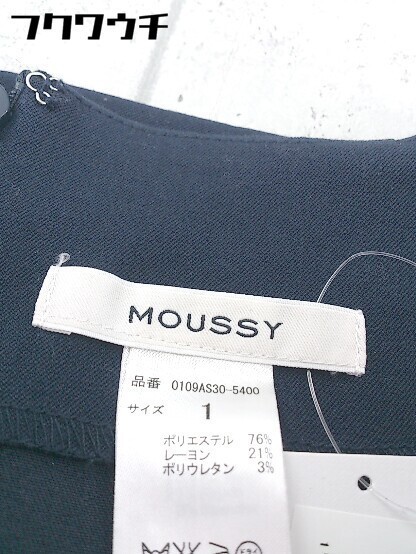 フクワウチ
MOUSSY
品番 0109AS30-5400
サイズ 1
ポリエステル 76%
レーヨン 21%
ポリウレタン 3%